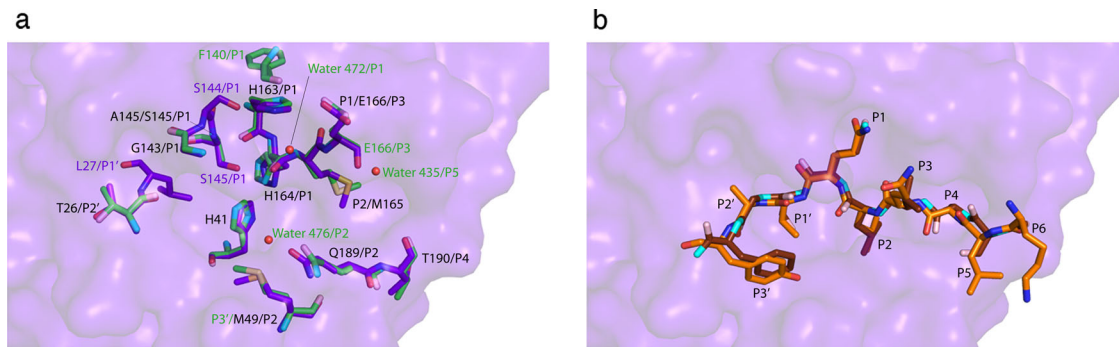 a
F140/P1
Water 472/P1
S144/P1
H163/P1
P1/E166/P3
A145/S145/P1
G143/P1
E166/P3
L27/P1′
S145/P1
Water 435/P5
H164/P1
P2/M165
T26/P2′
H41
Water 476/P2
Q189/P2
T190/P4
P3′/M49/P2
b
P1
P3
P2′
P4
P1′
P2
P6
P5
P3′